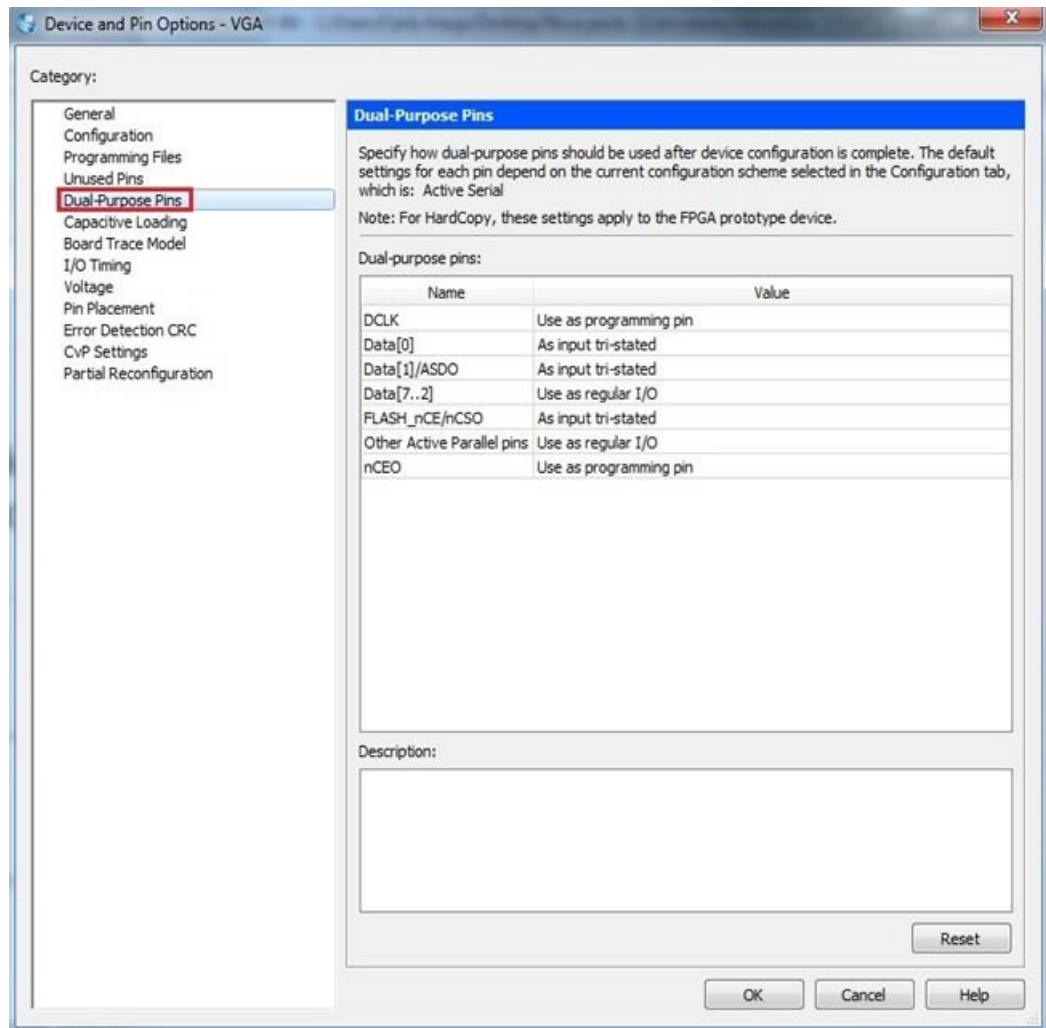 Device and Pin Options - VGA
Category:
General
Configuration
Programming Files
Unused Pins
Dual-Purpose Pins
Capacitive Loading
Board Trace Model
I/O Timing
Voltage
Pin Placement
Error Detection CRC
CvP Settings
Partial Reconfiguration
Dual-Purpose Pins
Specify how dual-purpose pins should be used after device configuration is complete. The default
settings for each pin depend on the current configuration scheme selected in the Configuration tab,
which is: Active Serial
Note: For HardCopy, these settings apply to the FPGA prototype device.
Dual-purpose pins:
Name Value
DCLK Use as programming pin
Data[0] As input tri-stated
Data[1]/ASDO As input tri-stated
Data[7..2] Use as regular I/O
FLASH_nCE/nCSO As input tri-stated
Other Active Parallel pins Use as regular I/O
nCEO Use as programming pin
Description:
Reset
OK Cancel Help